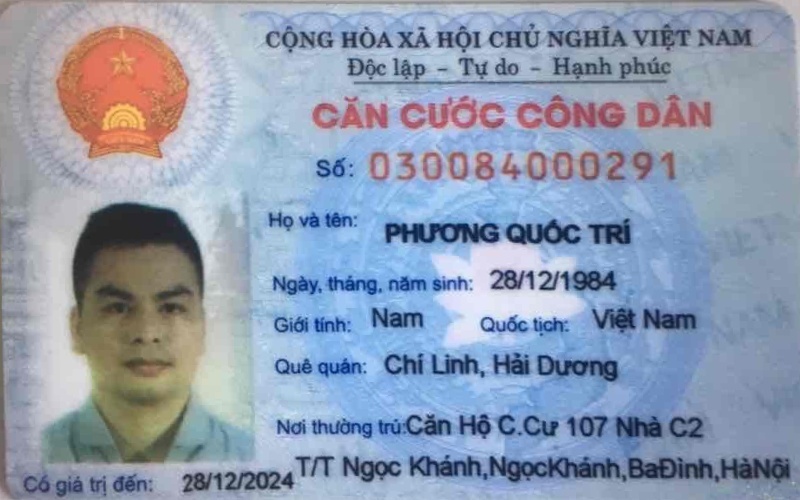 CỘNG HÒA XÃ HỘI CHỦ NGHĨA VIỆT NAM
Độc lập – Tự do – Hạnh phúc
CĂN CƯỚC CÔNG DÂN
Số: 030084000291
Họ và tên: PHƯƠNG QUÔC TRÍ
Ngày, tháng, năm sinh: 28/12/1984
Giới tính: Nam Quốc tịch: Việt Nam
Quê quán: Chí Linh, Hải Dương
Nơi thường trú: Căn Hộ C.Cư 107 Nhà C2
T/T Ngọc Khánh,NgọcKhánh,BaĐình,HàNội
Có giá trị đến: 28/12/2024